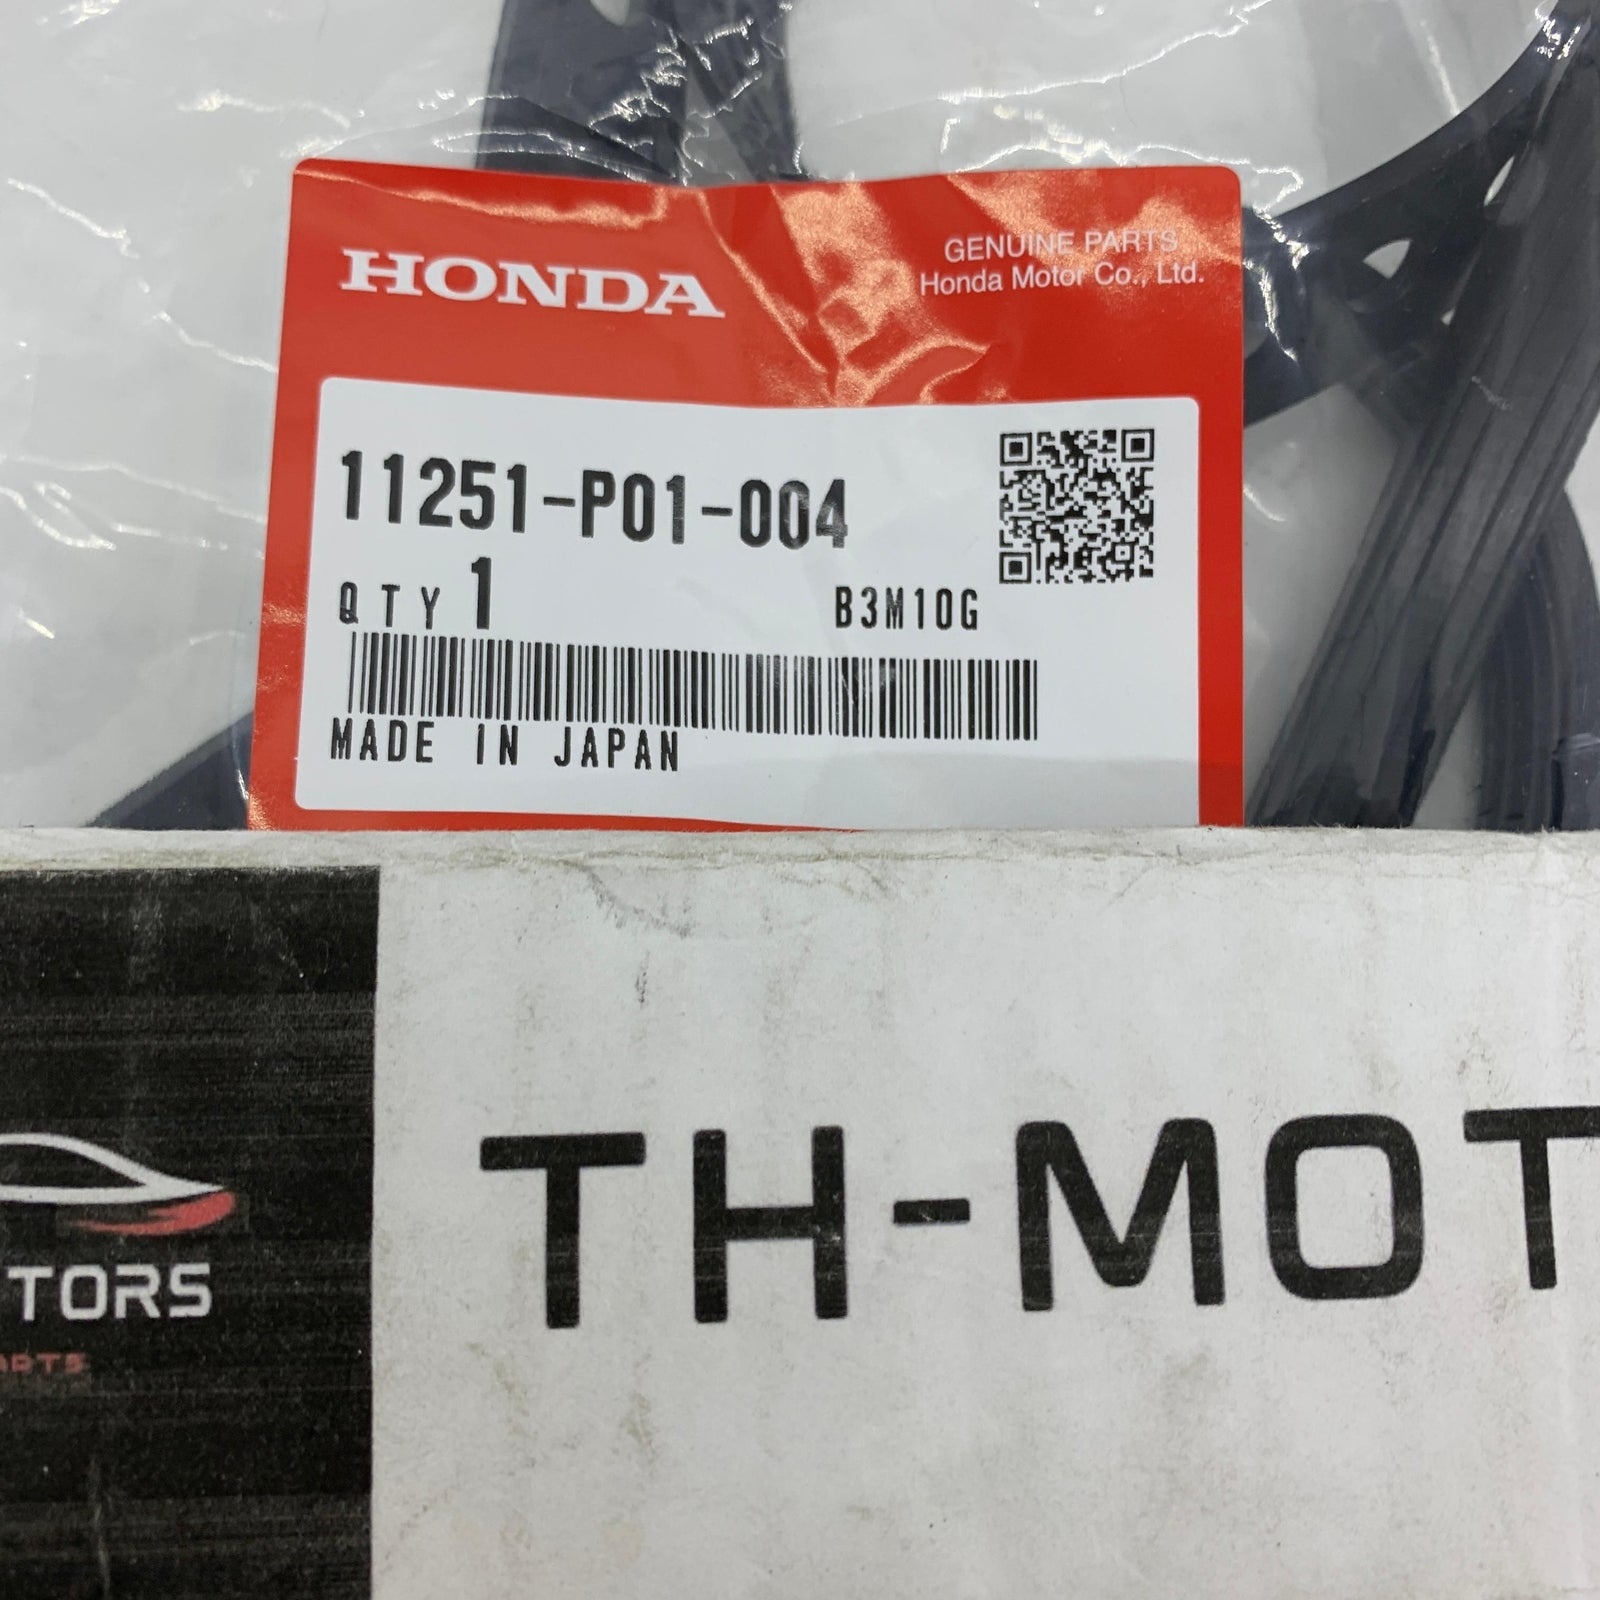 HONDA
GENUINE PARTS
Honda Motor Co., Ltd.
11251-P01-004
QTY 1
B3M10G
MADE IN JAPAN
TH-MOT
TORS